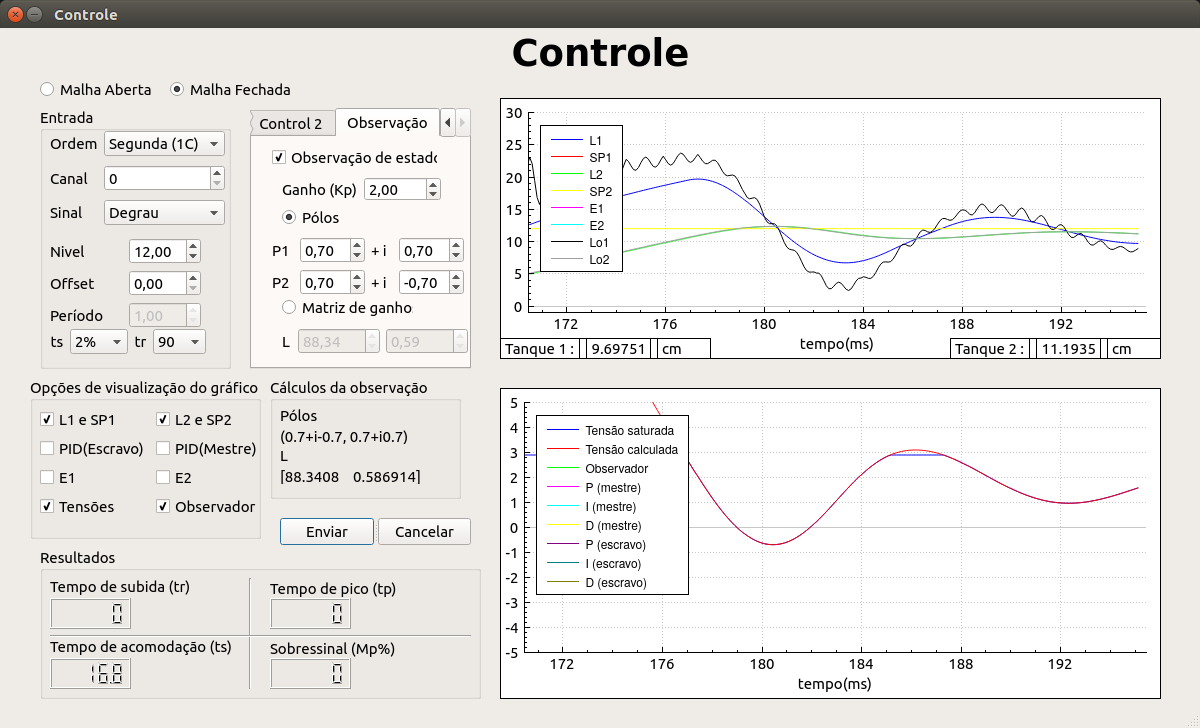 Controle
Controle
Malha Aberta
Malha Fechada
Entrada
Ordem Segunda (1C)
Canal 0
Sinal Degrau
Nivel 12,00
Offset 0,00
Período 1,00
ts 2% tr 90
Control 2 Observação
Observação de estado
Ganho (Kp) 2,00
Pólos
P1 0,70 + i 0,70
P2 0,70 + i -0,70
Matriz de ganho
L 88,34 0,59
Opções de visualização do gráfico
L1 e SP1 L2 e SP2
PID(Escravo) PID(Mestre)
E1 E2
Tensões Observador
Cálculos da observação
Pólos
(0.7+i-0.7, 0.7+i0.7)
L
[88.3408 0.586914]
Enviar Cancelar
Resultados
Tempo de subida (tr)
0
Tempo de pico (tp)
0
Tempo de acomodação (ts)
16.8
Sobressinal (Mp%)
0
30
25
20
15
10
5
0
L1
SP1
L2
SP2
E1
E2
Lo1
Lo2
172 176 180 184 188 192
tempo(ms)
Tanque 1 : 9.69751 cm
Tanque 2 : 11.1935 cm
5
4
3
2
1
0
-1
-2
-3
-4
-5
Tensão saturada
Tensão calculada
Observador
P (mestre)
I (mestre)
D (mestre)
P (escravo)
I (escravo)
D (escravo)
172 176 180 184 188 192
tempo(ms)